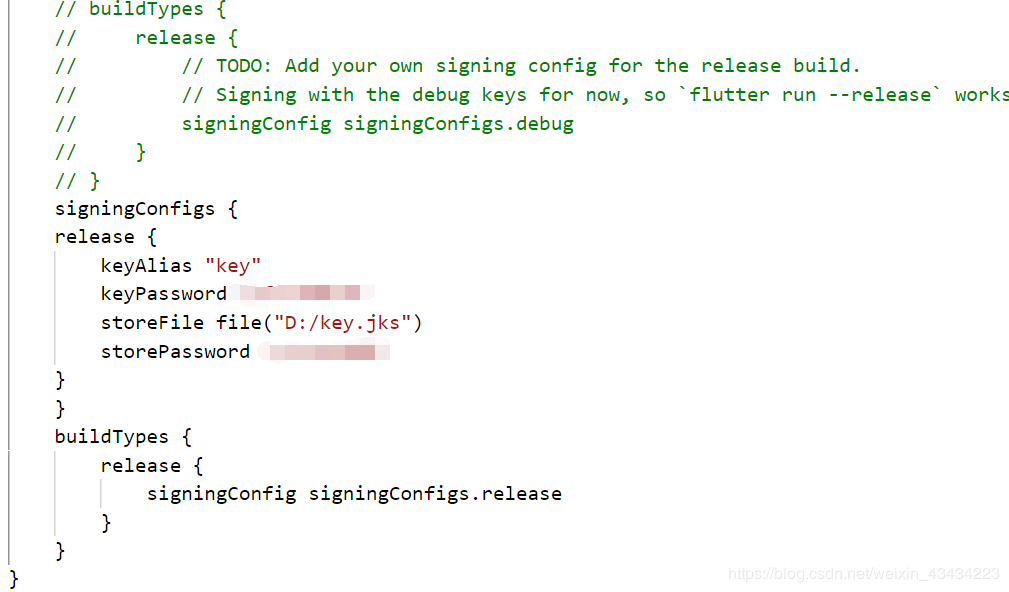 // buildTypes {
//     release {
//         // TODO: Add your own signing config for the release build.
//         // Signing with the debug keys for now, so `flutter run --release` works
//         signingConfig signingConfigs.debug
//     }
// }
signingConfigs {
release {
    keyAlias "key"
    keyPassword
    storeFile file("D:/key.jks")
    storePassword
}
}
buildTypes {
    release {
        signingConfig signingConfigs.release
    }
}
}
https://blog.csdn.net/weixin_43434223